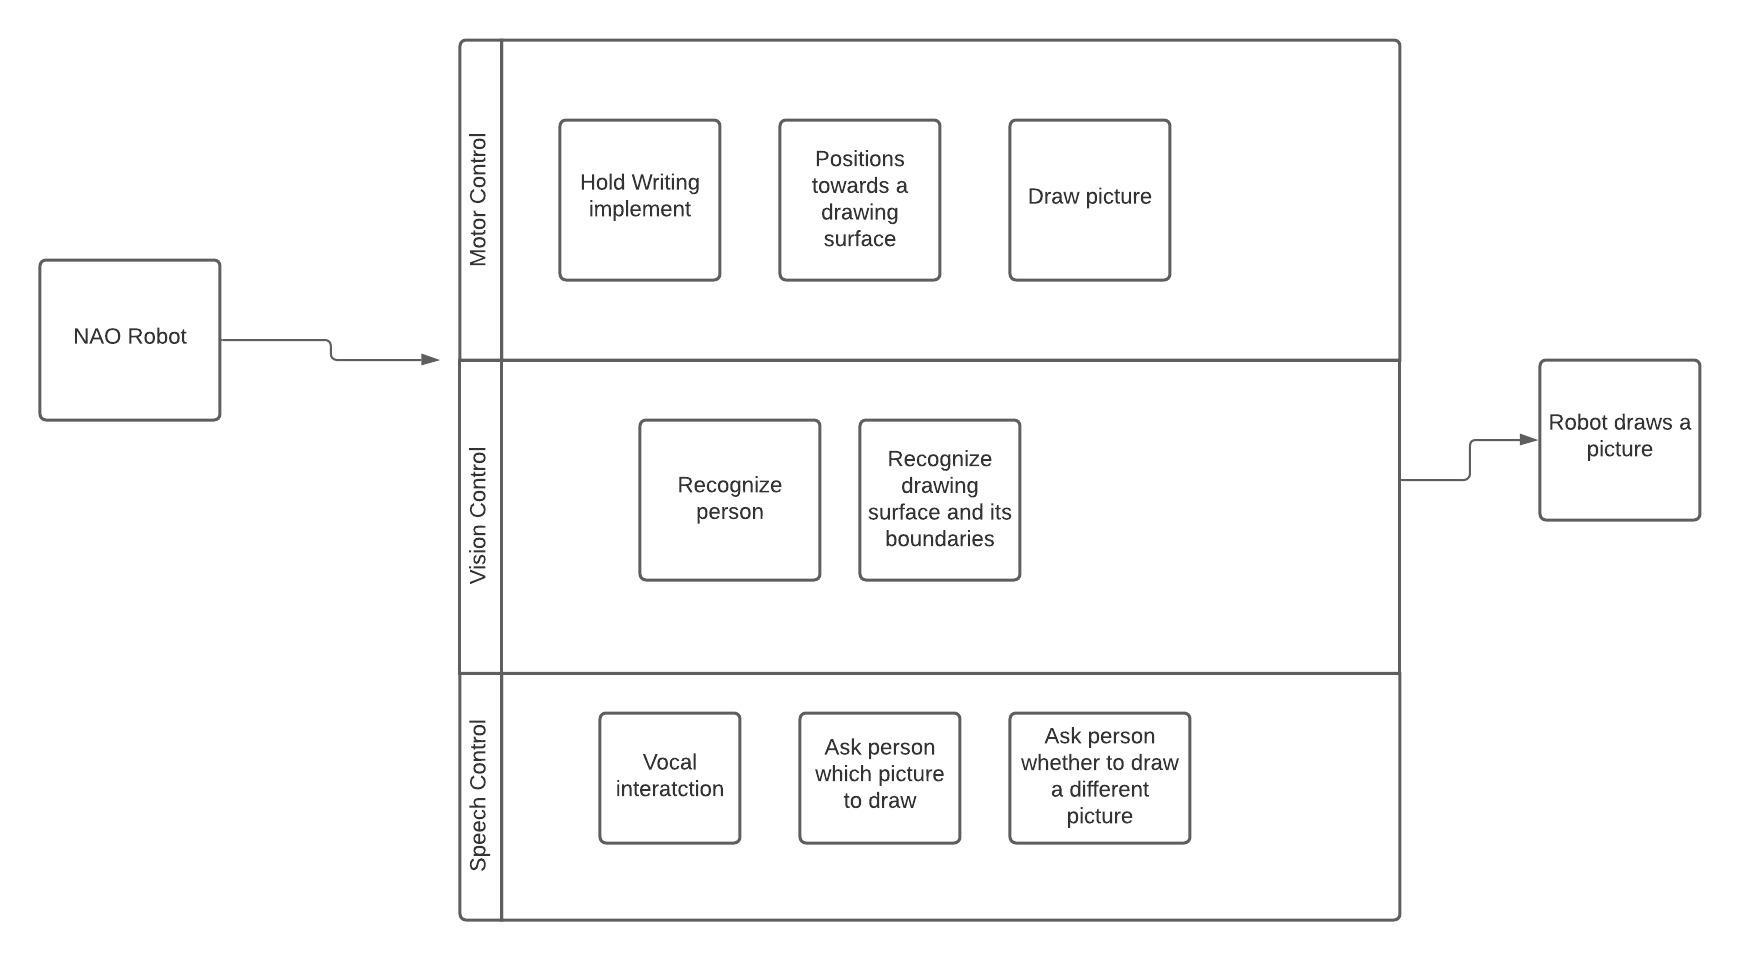 NAO Robot
Motor Control
Hold Writing
implement
Positions
towards a
drawing
surface
Draw picture
Vision Control
Recognize
person
Recognize
drawing
surface and its
boundaries
Speech Control
Vocal
interatction
Ask person
which picture
to draw
Ask person
whether to draw
a different
picture
Robot draws a
picture